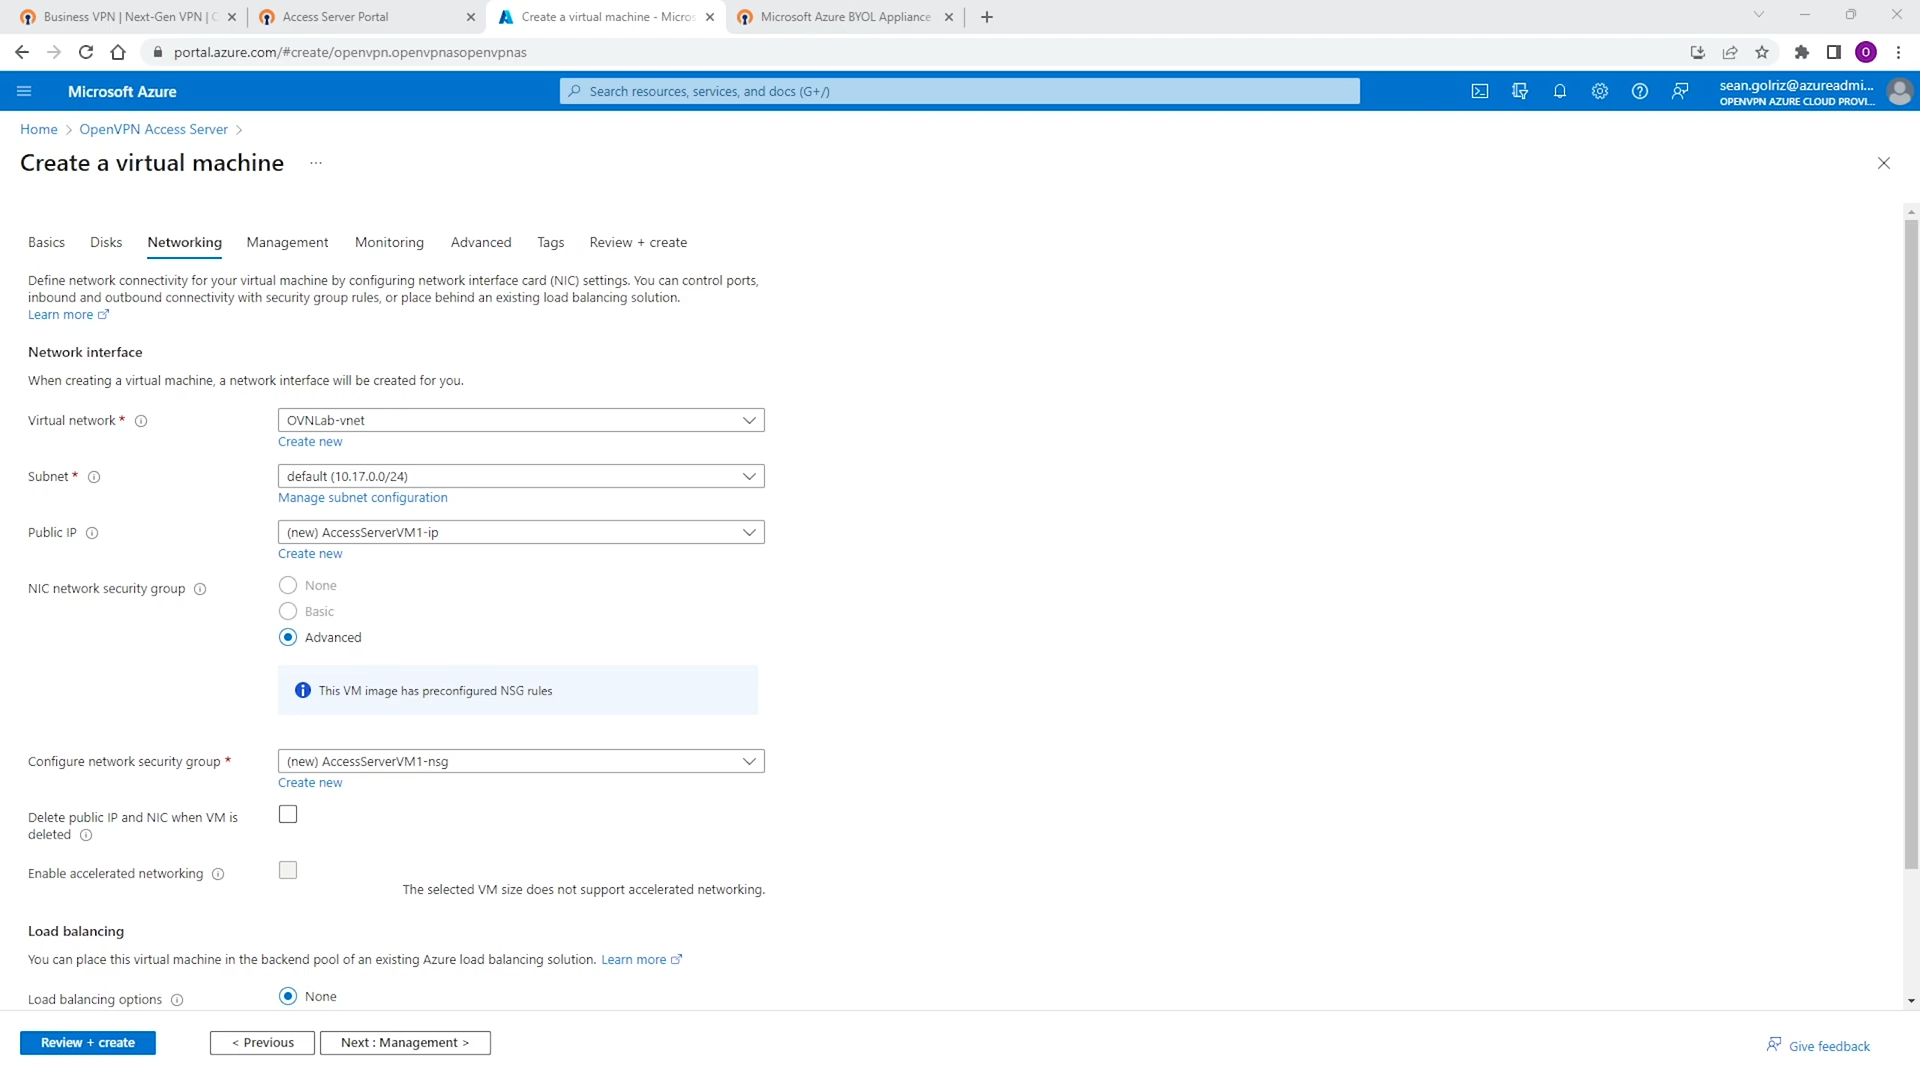 Business VPN | Next-Gen VPN |
Access Server Portal
Create a virtual machine - Micros
Microsoft Azure BYOL Appliance
portal.azure.com/#create/openvpn.openvpnasopenvpnas
O
Microsoft Azure
Search resources, services, and docs (G+/)
sean.golriz@azureadmi...
OPENVPN AZURE CLOUD PROVI...
Home > OpenVPN Access Server >
Create a virtual machine ...
Basics Disks Networking Management Monitoring Advanced Tags Review + create
Define network connectivity for your virtual machine by configuring network interface card (NIC) settings. You can control ports,
inbound and outbound connectivity with security group rules, or place behind an existing load balancing solution.
Learn more
Network interface
When creating a virtual machine, a network interface will be created for you.
Virtual network *
OVNLab-vnet
Create new
Subnet *
default (10.17.0.0/24)
Manage subnet configuration
Public IP
(new) AccessServerVM1-ip
Create new
NIC network security group
None
Basic
Advanced
This VM image has preconfigured NSG rules
Configure network security group *
(new) AccessServerVM1-nsg
Create new
Delete public IP and NIC when VM is
deleted
Enable accelerated networking
The selected VM size does not support accelerated networking.
Load balancing
You can place this virtual machine in the backend pool of an existing Azure load balancing solution. Learn more
Load balancing options
None
Review + create
< Previous
Next : Management >
Give feedback